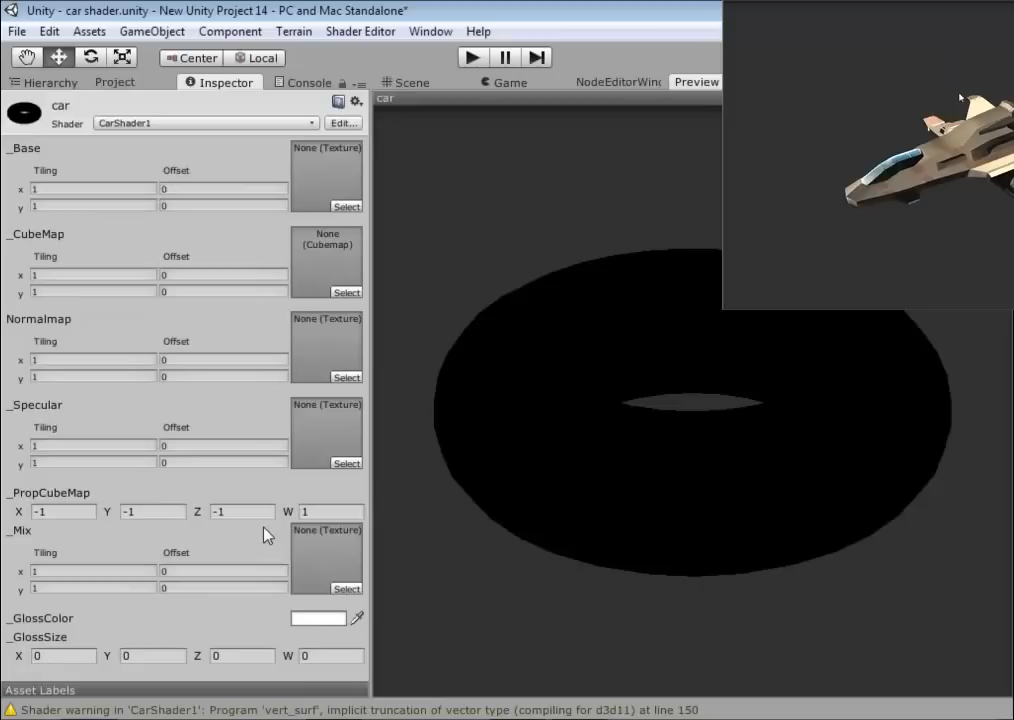 Unity - car shader.unity - New Unity Project 14 - PC and Mac Standalone*
File Edit Assets GameObject Component Terrain Shader Editor Window Help
Center Local
Hierarchy Project Inspector Console Scene Game NodeEditorWinc Preview
car
car
Shader CarShader1 Edit...
_Base None (Texture)
Tiling Offset
x 1 0
y 1 0 Select
_CubeMap None
(Cubemap)
Tiling Offset
x 1 0
y 1 0 Select
Normalmap None (Texture)
Tiling Offset
x 1 0
y 1 0 Select
_Specular None (Texture)
Tiling Offset
x 1 0
y 1 0 Select
_PropCubeMap
X -1 Y -1 Z -1 W 1
_Mix None (Texture)
Tiling Offset
x 1 0
y 1 0 Select
_GlossColor
_GlossSize
X 0 Y 0 Z 0 W 0
Asset Labels
Shader warning in 'CarShader1': Program 'vert_surf', implicit truncation of vector type (compiling for d3d11) at line 150